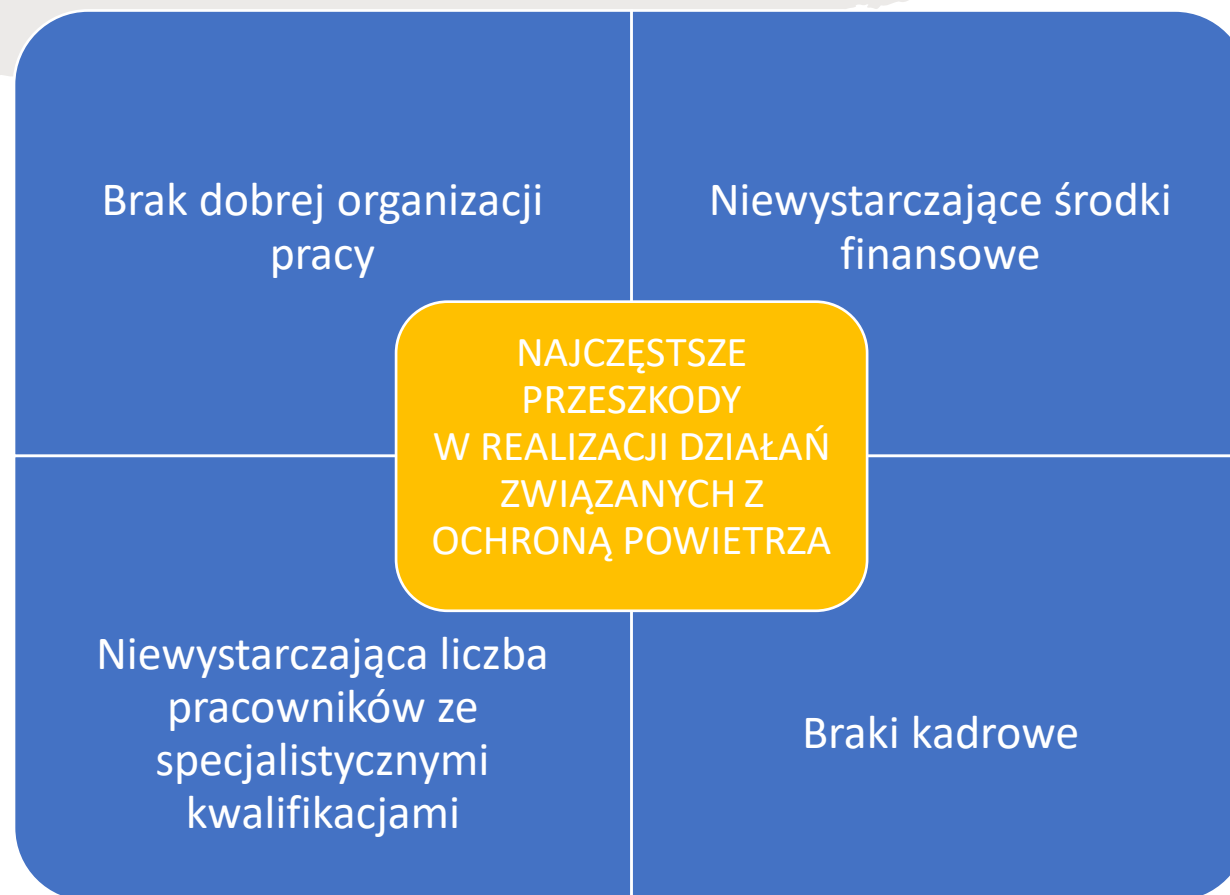 Brak dobrej organizacji
pracy
Niewystarczające środki
finansowe
NAJCZĘSTSZE
PRZESZKODY
W REALIZACJI DZIAŁAŃ
ZWIĄZANYCH Z
OCHRONĄ POWIETRZA
Niewystarczająca liczba
pracowników ze
specjalistycznymi
kwalifikacjami
Braki kadrowe